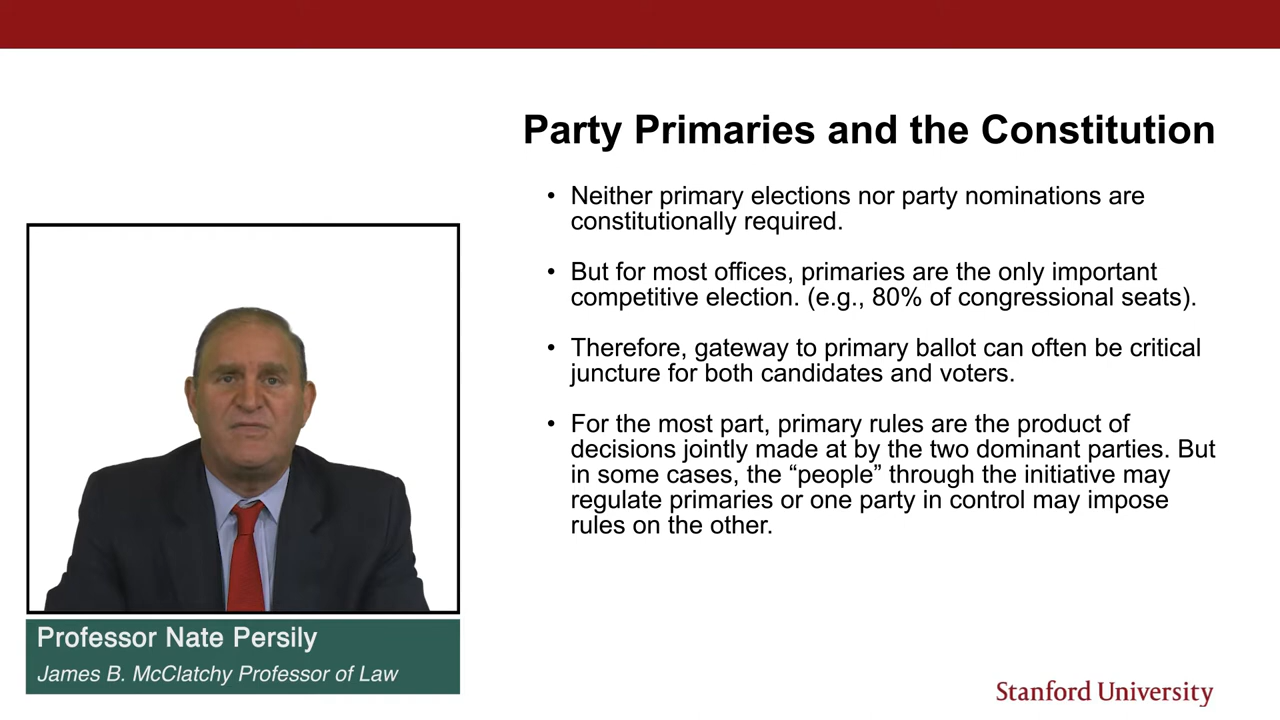 Party Primaries and the Constitution
• Neither primary elections nor party nominations are
constitutionally required.
• But for most offices, primaries are the only important
competitive election. (e.g., 80% of congressional seats).
• Therefore, gateway to primary ballot can often be critical
juncture for both candidates and voters.
• For the most part, primary rules are the product of
decisions jointly made at by the two dominant parties. But
in some cases, the “people” through the initiative may
regulate primaries or one party in control may impose
rules on the other.
Professor Nate Persily
James B. McClatchy Professor of Law
Stanford University